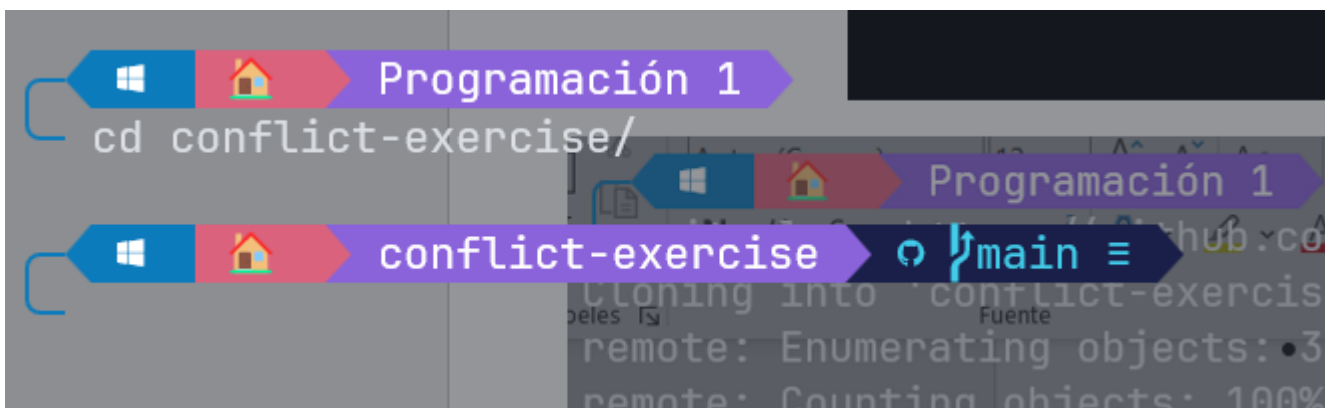 Programación 1
cd conflict-exercise/
Programación 1
conflict-exercise main ≡
Cloning into 'conflict-exercis
Fuente
remote: Enumerating objects: 3
remote: Counting objects: 100%